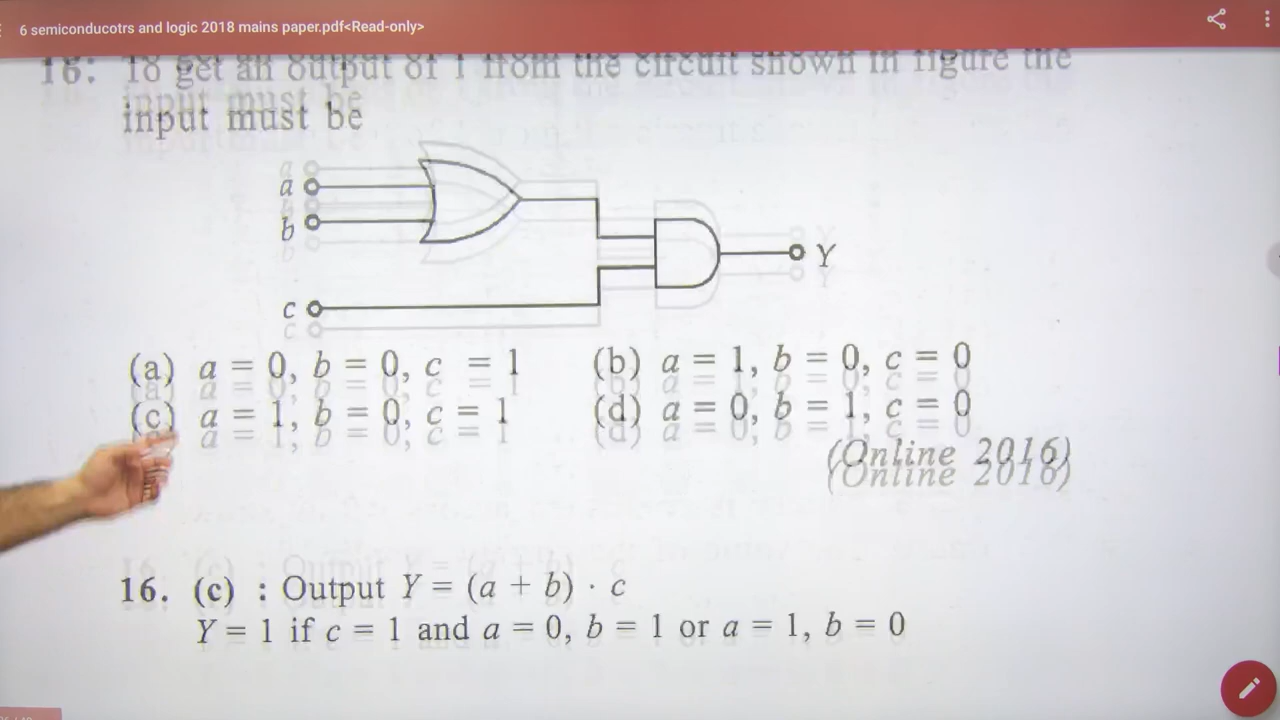 6 semiconducotrs and logic 2018 mains paper.pdf<Read-only>
16. To get an output of 1 from the circuit shown in figure the
input must be
a
b
Y
c
(a) a = 0, b = 0, c = 1 (b) a = 1, b = 0, c = 0
(c) a = 1, b = 0, c = 1 (d) a = 0, b = 1, c = 0
(Online 2016)
16. (c) : Output Y = (a + b) · c
Y = 1 if c = 1 and a = 0, b = 1 or a = 1, b = 0